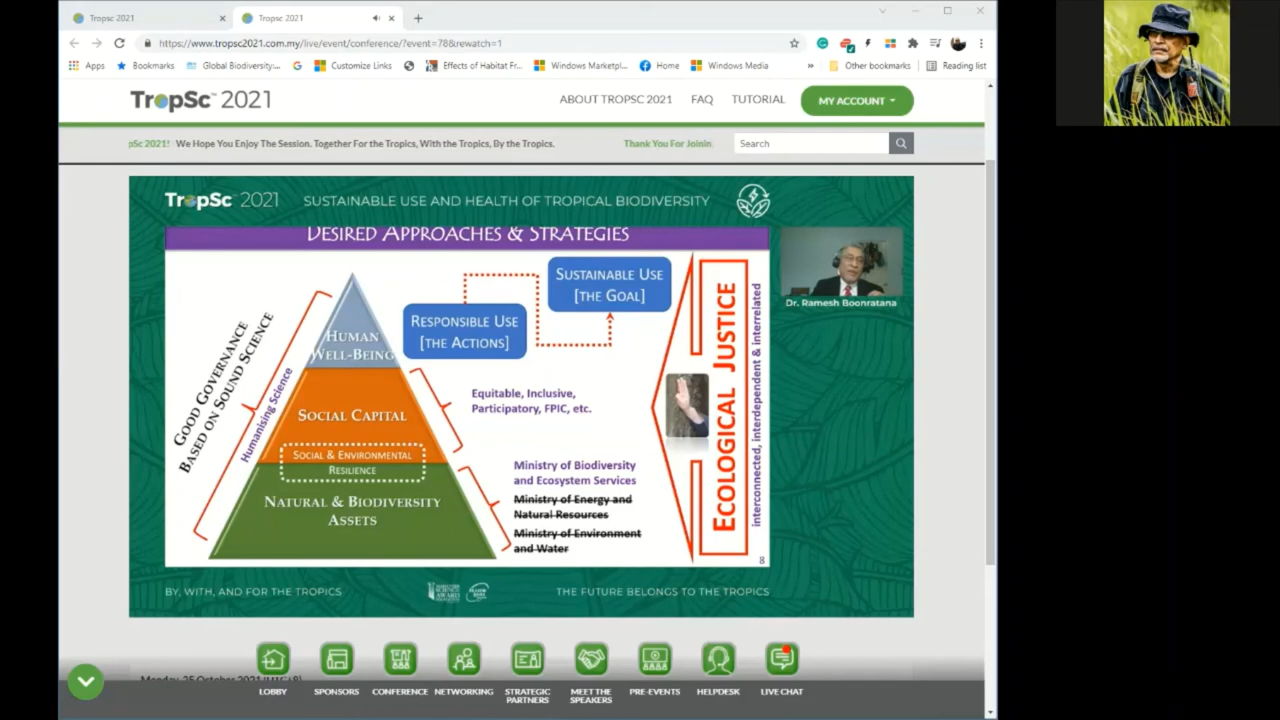 Tropsc 2021
Tropsc 2021
https://www.tropsc2021.com.my/live/event/conference/?event=78&rewatch=1
Apps
Bookmarks
Global Biodiversity:...
Customize Links
Effects of Habitat Fr...
Windows Marketpl...
Home
Windows Media
»
Other bookmarks
Reading list
TropSc™ 2021
ABOUT TROPSC 2021
FAQ
TUTORIAL
MY ACCOUNT
pSc 2021! We Hope You Enjoy The Session. Together For the Tropics, With the Tropics, By the Tropics.
Thank You For Joinin.
Search
TropSc™ 2021
SUSTAINABLE USE AND HEALTH OF TROPICAL BIODIVERSITY
DESIRED APPROACHES & STRATEGIES
SUSTAINABLE USE
[THE GOAL]
RESPONSIBLE USE
[THE ACTIONS]
GOOD GOVERNANCE
BASED ON SOUND SCIENCE
Humanising Science
HUMAN
WELL-BEING
SOCIAL CAPITAL
SOCIAL & ENVIRONMENTAL
RESILIENCE
NATURAL & BIODIVERSITY
ASSETS
Equitable, Inclusive,
Participatory, FPIC, etc.
Ministry of Biodiversity
and Ecosystem Services
Ministry of Energy and
Natural Resources
Ministry of Environment
and Water
ECOLOGICAL JUSTICE
interconnected, interdependent & interrelated
8
Dr. Ramesh Boonratana
BY, WITH, AND FOR THE TROPICS
THE FUTURE BELONGS TO THE TROPICS
LOBBY
SPONSORS
CONFERENCE
NETWORKING
STRATEGIC
PARTNERS
MEET THE
SPEAKERS
PRE-EVENTS
HELPDESK
LIVE CHAT